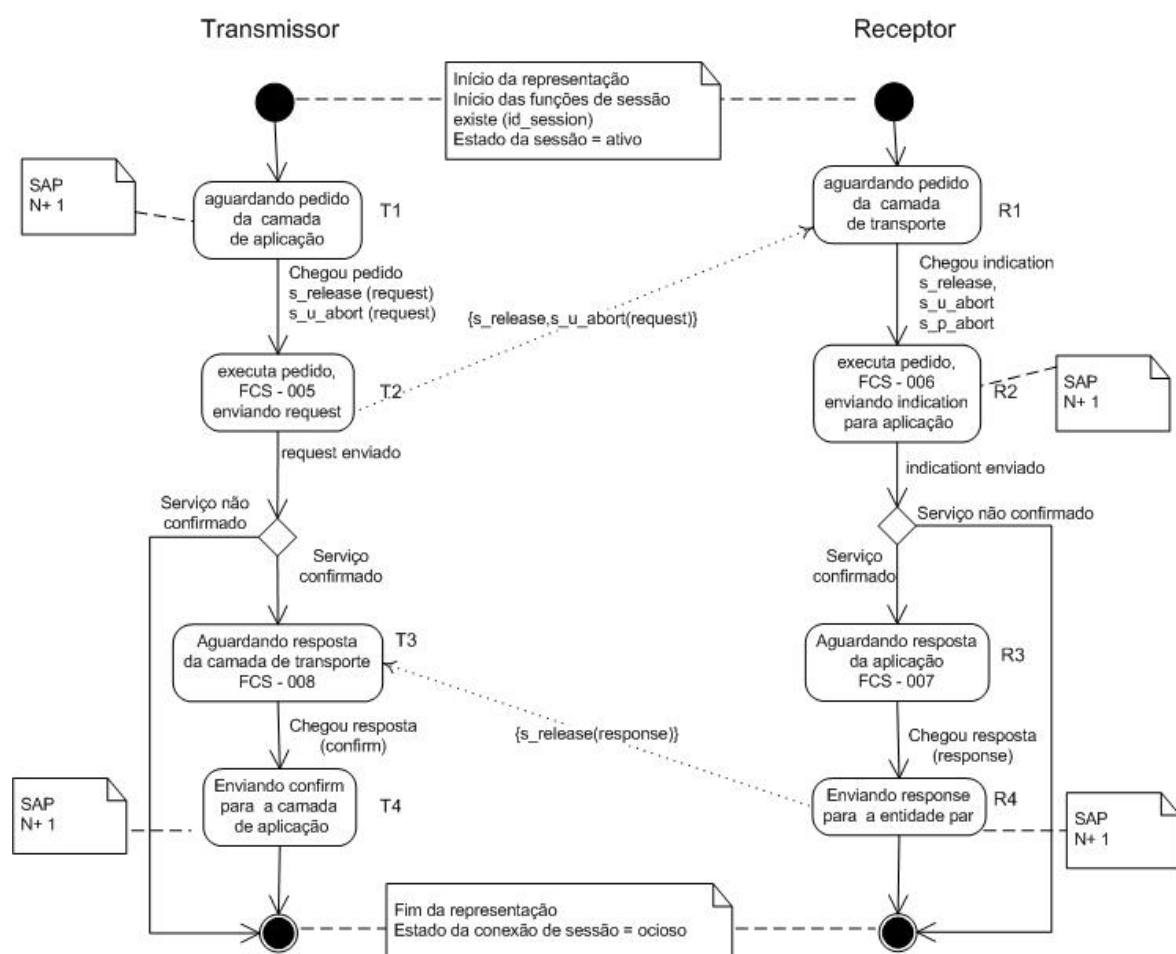 Transmissor
Receptor
Início da representação
Início das funções de sessão
existe (id_session)
Estado da sessão = ativo
SAP
N+ 1
aguardando pedido
da camada
de aplicação
T1
aguardando pedido
da camada
de transporte
R1
Chegou pedido
s_release (request)
s_u_abort (request)
Chegou indication
s_release,
s_u_abort
s_p_abort
{s_release,s_u_abort(request)}
executa pedido,
FCS - 005
enviando request
T2
executa pedido,
FCS - 006
enviando indication
para aplicação
R2
SAP
N+ 1
request enviado
indicationt enviado
Serviço não
confirmado
Serviço não confirmado
Serviço
confirmado
Serviço
confirmado
Aguardando resposta
da camada de transporte
FCS - 008
T3
Aguardando resposta
da aplicação
FCS - 007
R3
Chegou resposta
(confirm)
{s_release(response)}
Chegou resposta
(response)
SAP
N+ 1
Enviando confirm
para a camada
de aplicação
T4
Enviando response
para a entidade par
R4
SAP
N+ 1
Fim da representação
Estado da conexão de sessão = ocioso